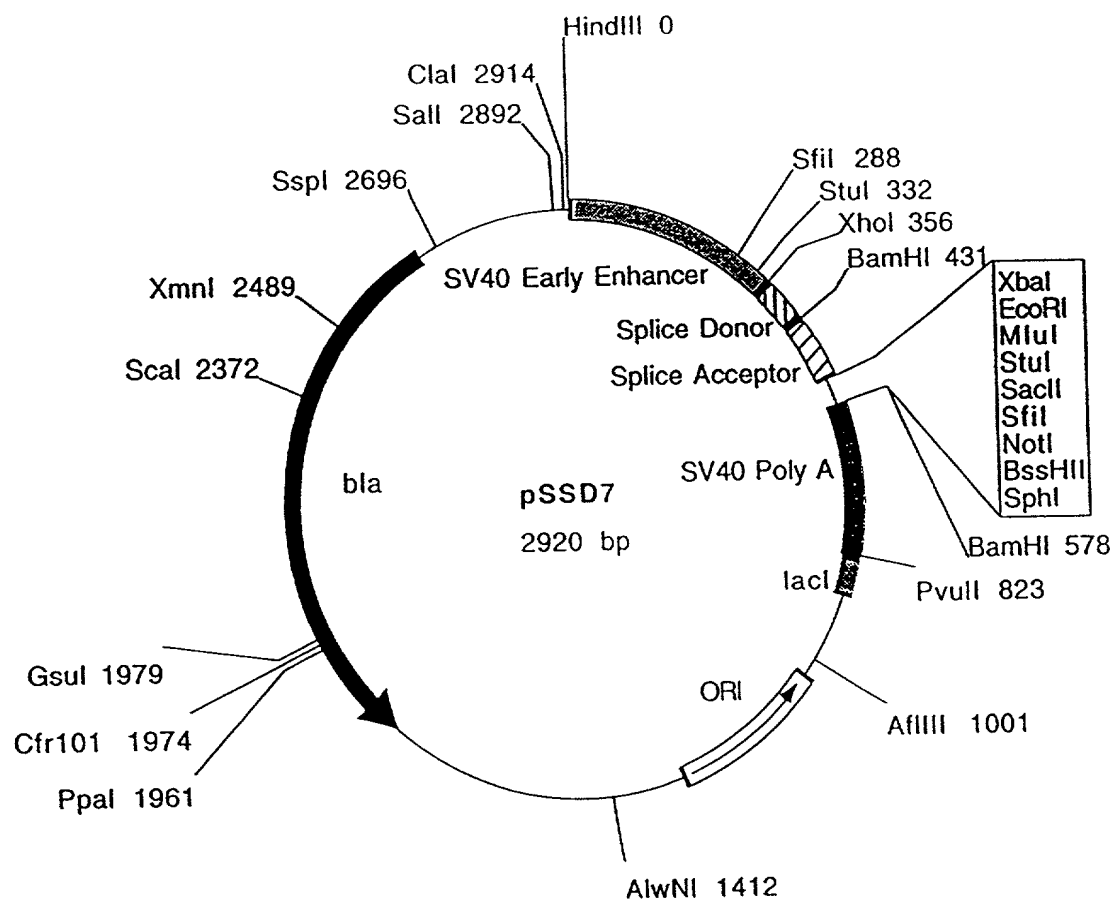 HindIII 0
ClaI 2914
SalI 2892
SspI 2696
XmnI 2489
ScaI 2372
SfiI 288
StuI 332
XhoI 356
BamHI 431
SV40 Early Enhancer
Splice Donor
Splice Acceptor
XbaI
EcoRI
MluI
StuI
SacII
SfiI
NotI
BssHII
SphI
bla
pSSD7
2920 bp
SV40 Poly A
lacI
BamHI 578
PvuII 823
GsuI 1979
Cfr101 1974
PpaI 1961
ORI
AflIII 1001
AlwNI 1412